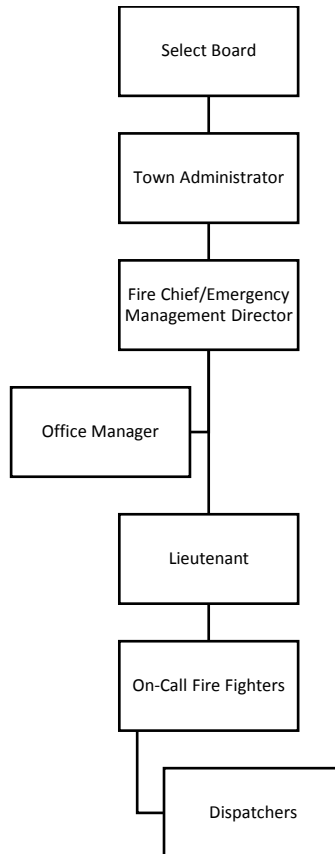 Select Board
Town Administrator
Fire Chief/Emergency
Management Director
Office Manager
Lieutenant
On-Call Fire Fighters
Dispatchers